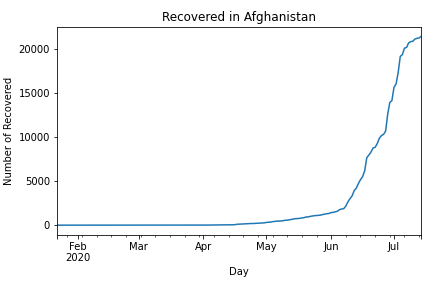 Recovered in Afghanistan
Number of Recovered
20000
15000
10000
5000
0
Feb
2020
Mar
Apr
May
Jun
Jul
Day